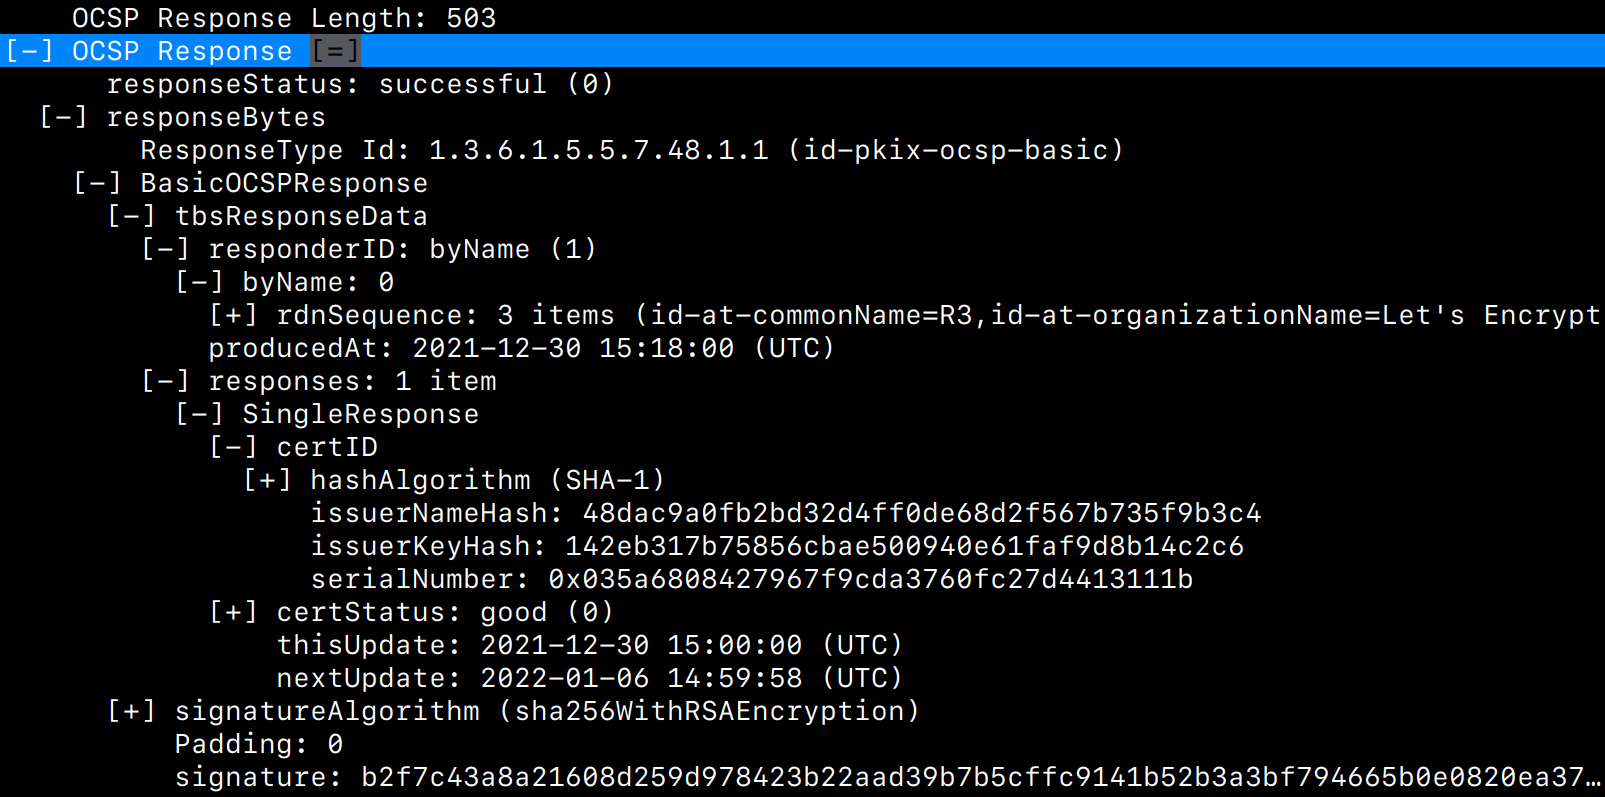 OCSP Response Length: 503
[-] OCSP Response [=]
responseStatus: successful (0)
[-] responseBytes
ResponseType Id: 1.3.6.1.5.5.7.48.1.1 (id-pkix-ocsp-basic)
[-] BasicOCSPResponse
[-] tbsResponseData
[-] responderID: byName (1)
[-] byName: 0
[+] rdnSequence: 3 items (id-at-commonName=R3,id-at-organizationName=Let's Encrypt
producedAt: 2021-12-30 15:18:00 (UTC)
[-] responses: 1 item
[-] SingleResponse
[-] certID
[+] hashAlgorithm (SHA-1)
issuerNameHash: 48dac9a0fb2bd32d4ff0de68d2f567b735f9b3c4
issuerKeyHash: 142eb317b75856cbae500940e61faf9d8b14c2c6
serialNumber: 0x035a6808427967f9cda3760fc27d4413111b
[+] certStatus: good (0)
thisUpdate: 2021-12-30 15:00:00 (UTC)
nextUpdate: 2022-01-06 14:59:58 (UTC)
[+] signatureAlgorithm (sha256WithRSAEncryption)
Padding: 0
signature: b2f7c43a8a21608d259d978423b22aad39b7b5cffc9141b52b3a3bf794665b0e0820ea37…